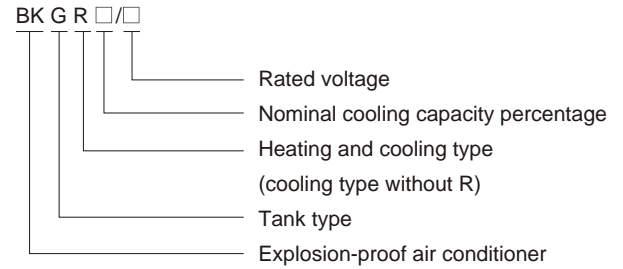 BK G R □/□
Rated voltage
Nominal cooling capacity percentage
Heating and cooling type
(cooling type without R)
Tank type
Explosion-proof air conditioner